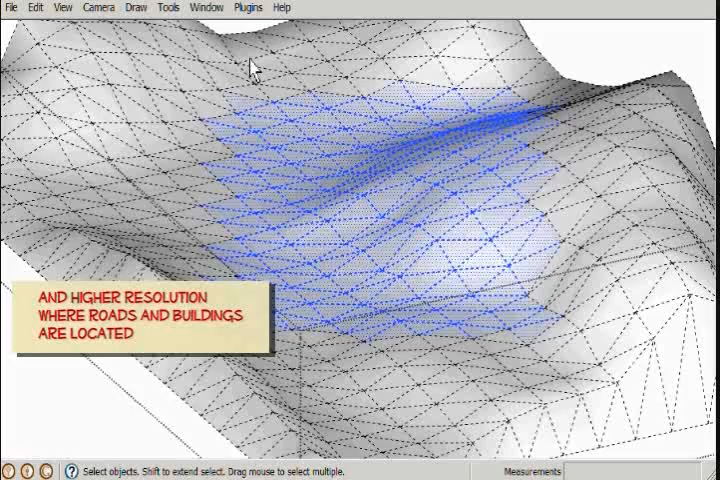 File Edit View Camera Draw Tools Window Plugins Help
AND HIGHER RESOLUTION
WHERE ROADS AND BUILDINGS
ARE LOCATED
Select objects. Shift to extend select. Drag mouse to select multiple. Measurements